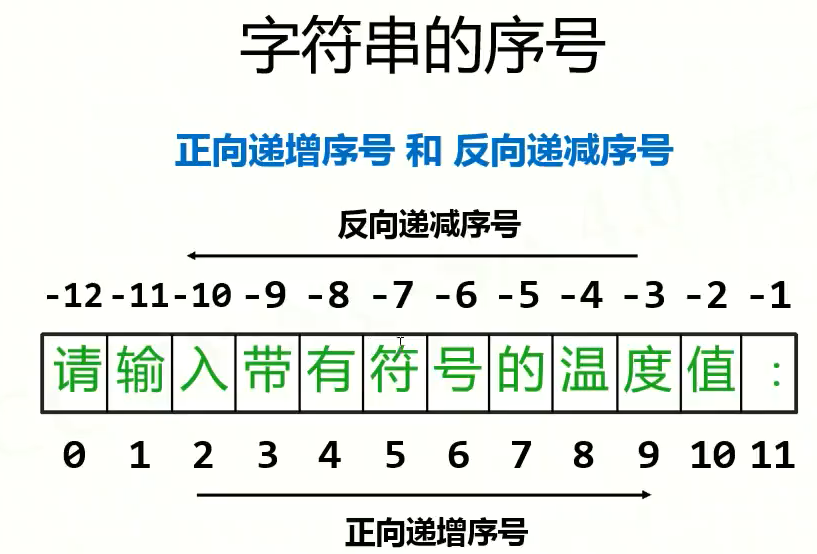 字符串的序号
正向递增序号 和 反向递减序号
反向递减序号
-12 -11 -10 -9 -8 -7 -6 -5 -4 -3 -2 -1
请 输 入 带 有 符 号 的 温 度 值 :
0 1 2 3 4 5 6 7 8 9 10 11
正向递增序号